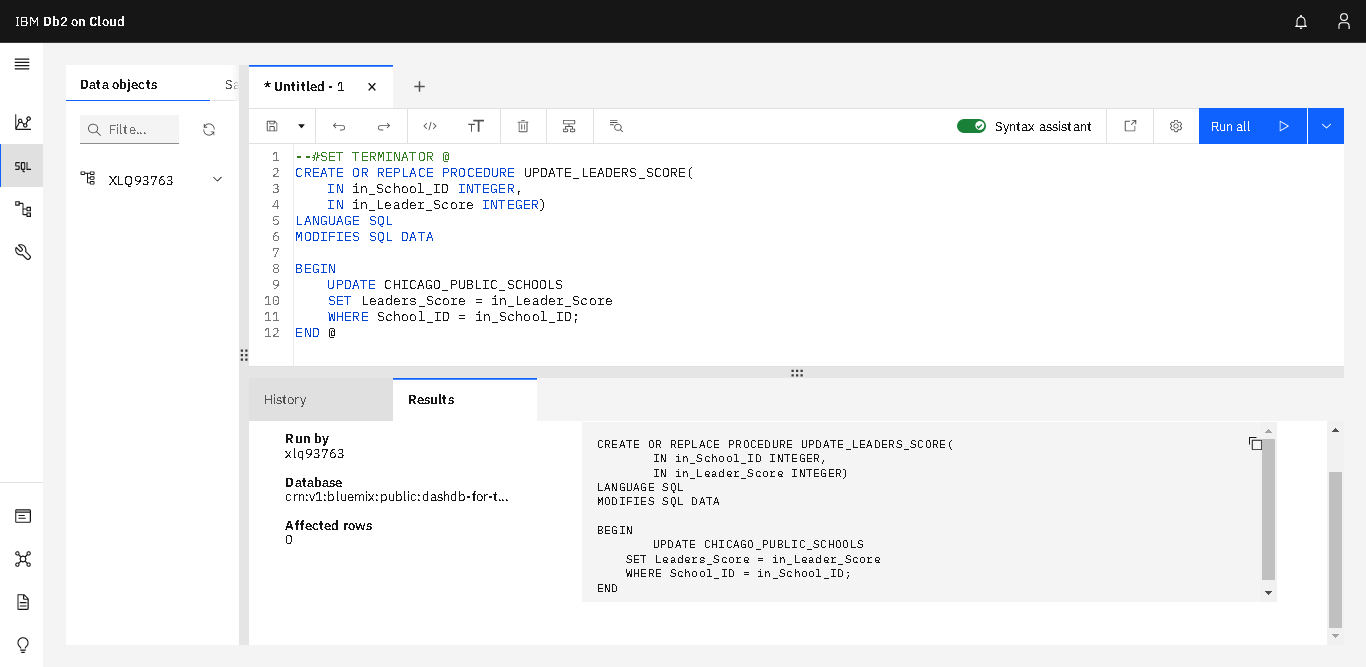 IBM Db2 on Cloud
Data objects
Sa
* Untitled - 1
Filte...
Syntax assistant
Run all
SQL
XLQ93763
1 --#SET TERMINATOR @
2 CREATE OR REPLACE PROCEDURE UPDATE_LEADERS_SCORE(
3     IN in_School_ID INTEGER,
4     IN in_Leader_Score INTEGER)
5 LANGUAGE SQL
6 MODIFIES SQL DATA
7
8 BEGIN
9     UPDATE CHICAGO_PUBLIC_SCHOOLS
10     SET Leaders_Score = in_Leader_Score
11     WHERE School_ID = in_School_ID;
12 END @
History
Results
Run by
xlq93763
Database
crn:v1:bluemix:public:dashdb-for-t...
Affected rows
0
CREATE OR REPLACE PROCEDURE UPDATE_LEADERS_SCORE(
        IN in_School_ID INTEGER,
        IN in_Leader_Score INTEGER)
LANGUAGE SQL
MODIFIES SQL DATA
BEGIN
        UPDATE CHICAGO_PUBLIC_SCHOOLS
    SET Leaders_Score = in_Leader_Score
    WHERE School_ID = in_School_ID;
END